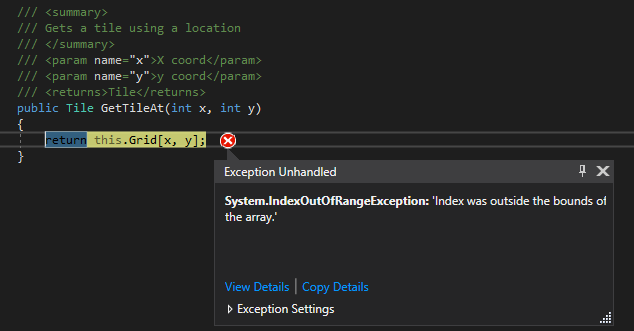 /// <summary>
/// Gets a tile using a location
/// </summary>
/// <param name="x">X coord</param>
/// <param name="y">y coord</param>
/// <returns>Tile</returns>
public Tile GetTileAt(int x, int y)
{
return this.Grid[x, y];
}
Exception Unhandled
System.IndexOutOfRangeException: 'Index was outside the bounds of
the array.'
View Details | Copy Details
Exception Settings